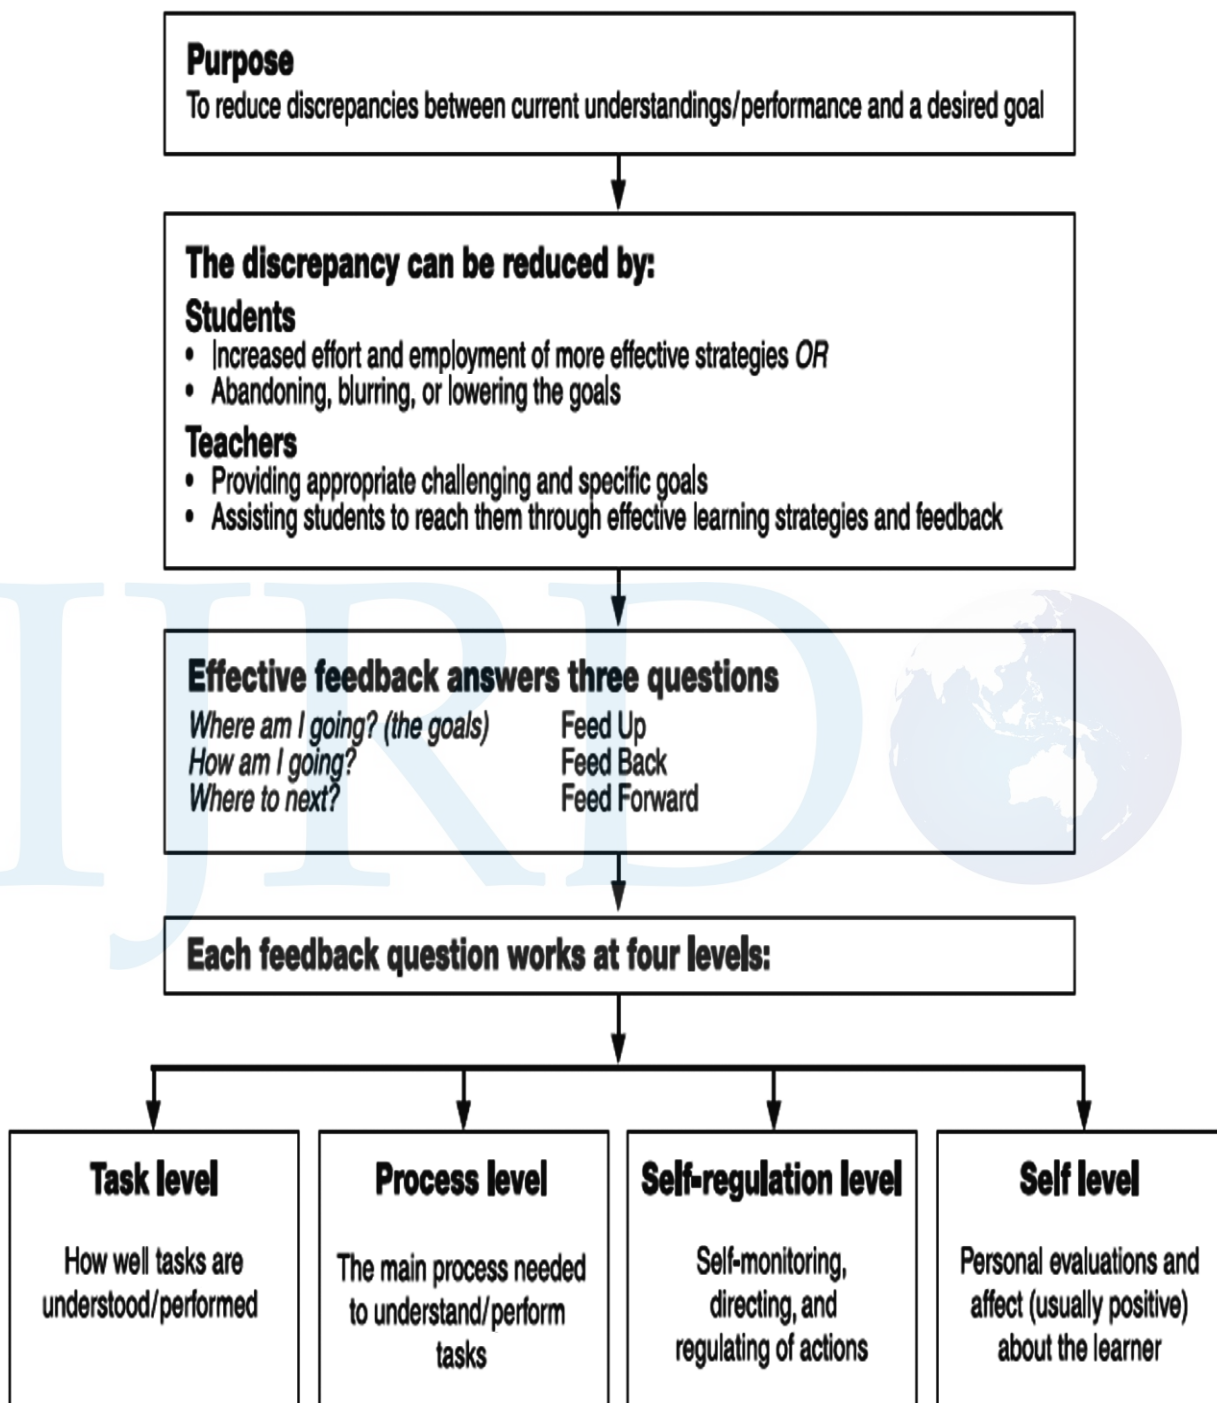 Purpose
To reduce discrepancies between current understandings/performance and a desired goal
The discrepancy can be reduced by:
Students
• Increased effort and employment of more effective strategies OR
• Abandoning, blurring, or lowering the goals
Teachers
• Providing appropriate challenging and specific goals
• Assisting students to reach them through effective learning strategies and feedback
Effective feedback answers three questions
Where am I going? (the goals) Feed Up
How am I going? Feed Back
Where to next? Feed Forward
IJRD
Each feedback question works at four levels:
Task level
How well tasks are
understood/performed
Process level
The main process needed
to understand/perform
tasks
Self-regulation level
Self-monitoring,
directing, and
regulating of actions
Self level
Personal evaluations and
affect (usually positive)
about the learner